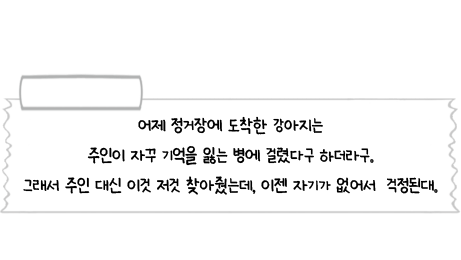 어제 정거장에 도착한 강아지는
주인이 자꾸 기억을 잃는 병에 걸렸다구 하더라구.
그래서 주인 대신 이것 저것 찾아줬는데, 이젠 자기가 없어서 걱정된대.